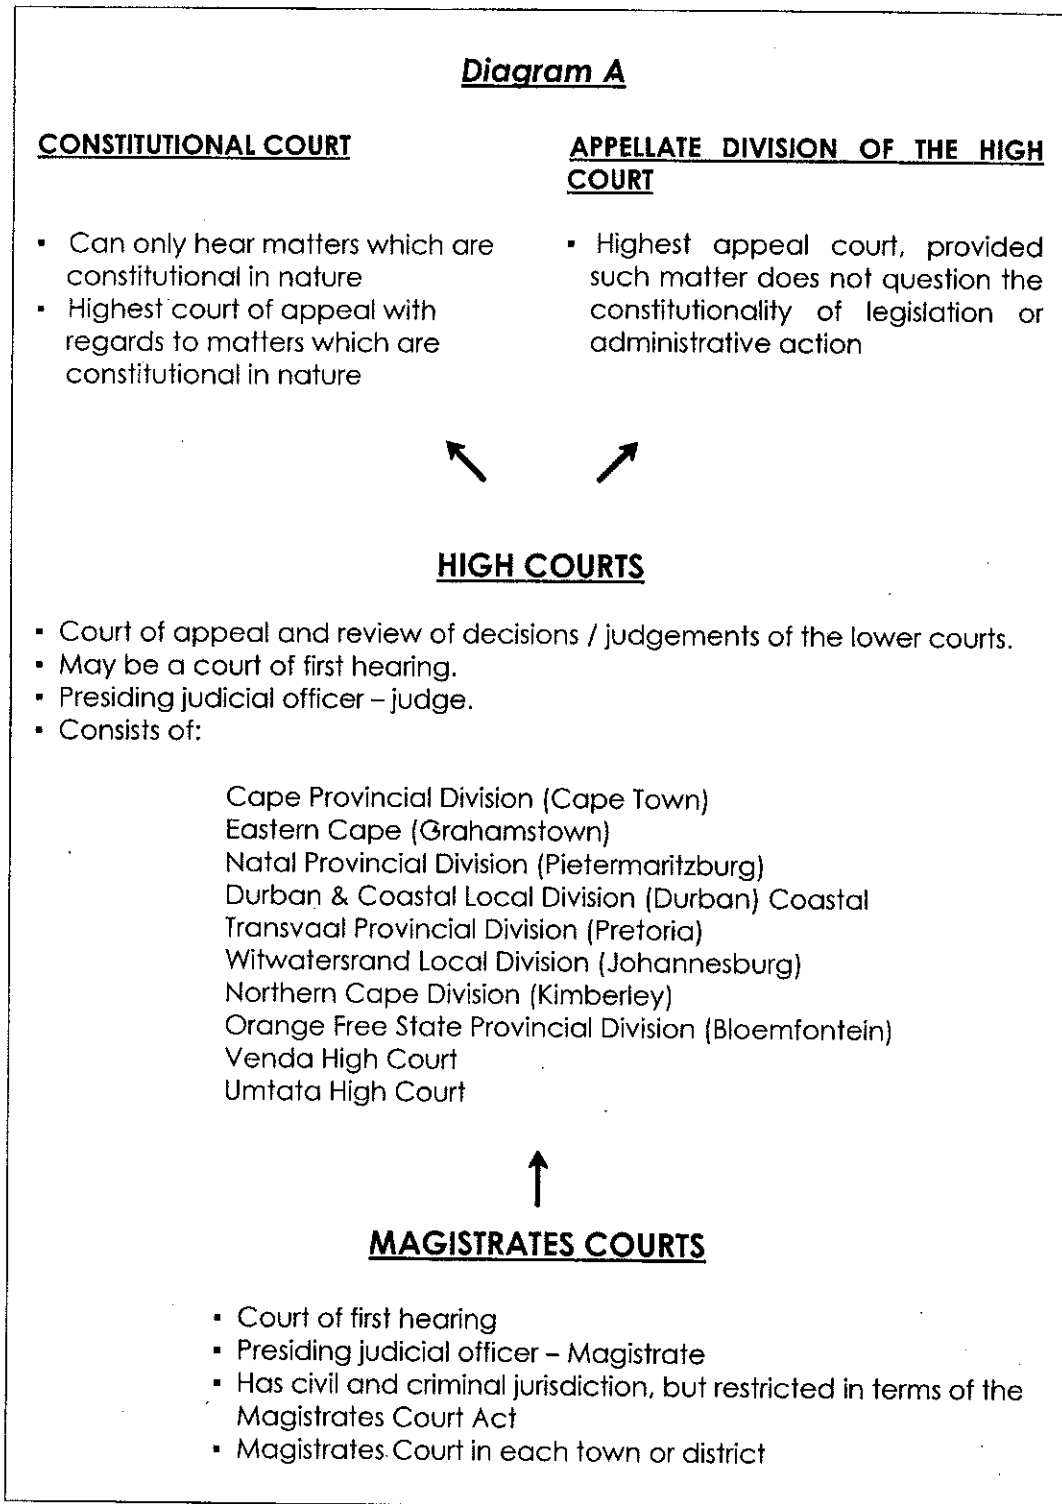 Diagram A
CONSTITUTIONAL COURT
▪ Can only hear matters which are
constitutional in nature
▪ Highest court of appeal with
regards to matters which are
constitutional in nature
APPELLATE DIVISION OF THE HIGH
COURT
▪ Highest appeal court, provided
such matter does not question the
constitutionality of legislation or
administrative action
HIGH COURTS
▪ Court of appeal and review of decisions / judgements of the lower courts.
▪ May be a court of first hearing.
▪ Presiding judicial officer – judge.
▪ Consists of:
Cape Provincial Division (Cape Town)
Eastern Cape (Grahamstown)
Natal Provincial Division (Pietermaritzburg)
Durban & Coastal Local Division (Durban) Coastal
Transvaal Provincial Division (Pretoria)
Witwatersrand Local Division (Johannesburg)
Northern Cape Division (Kimberley)
Orange Free State Provincial Division (Bloemfontein)
Venda High Court
Umtata High Court
MAGISTRATES COURTS
▪ Court of first hearing
▪ Presiding judicial officer – Magistrate
▪ Has civil and criminal jurisdiction, but restricted in terms of the
Magistrates Court Act
▪ Magistrates Court in each town or district